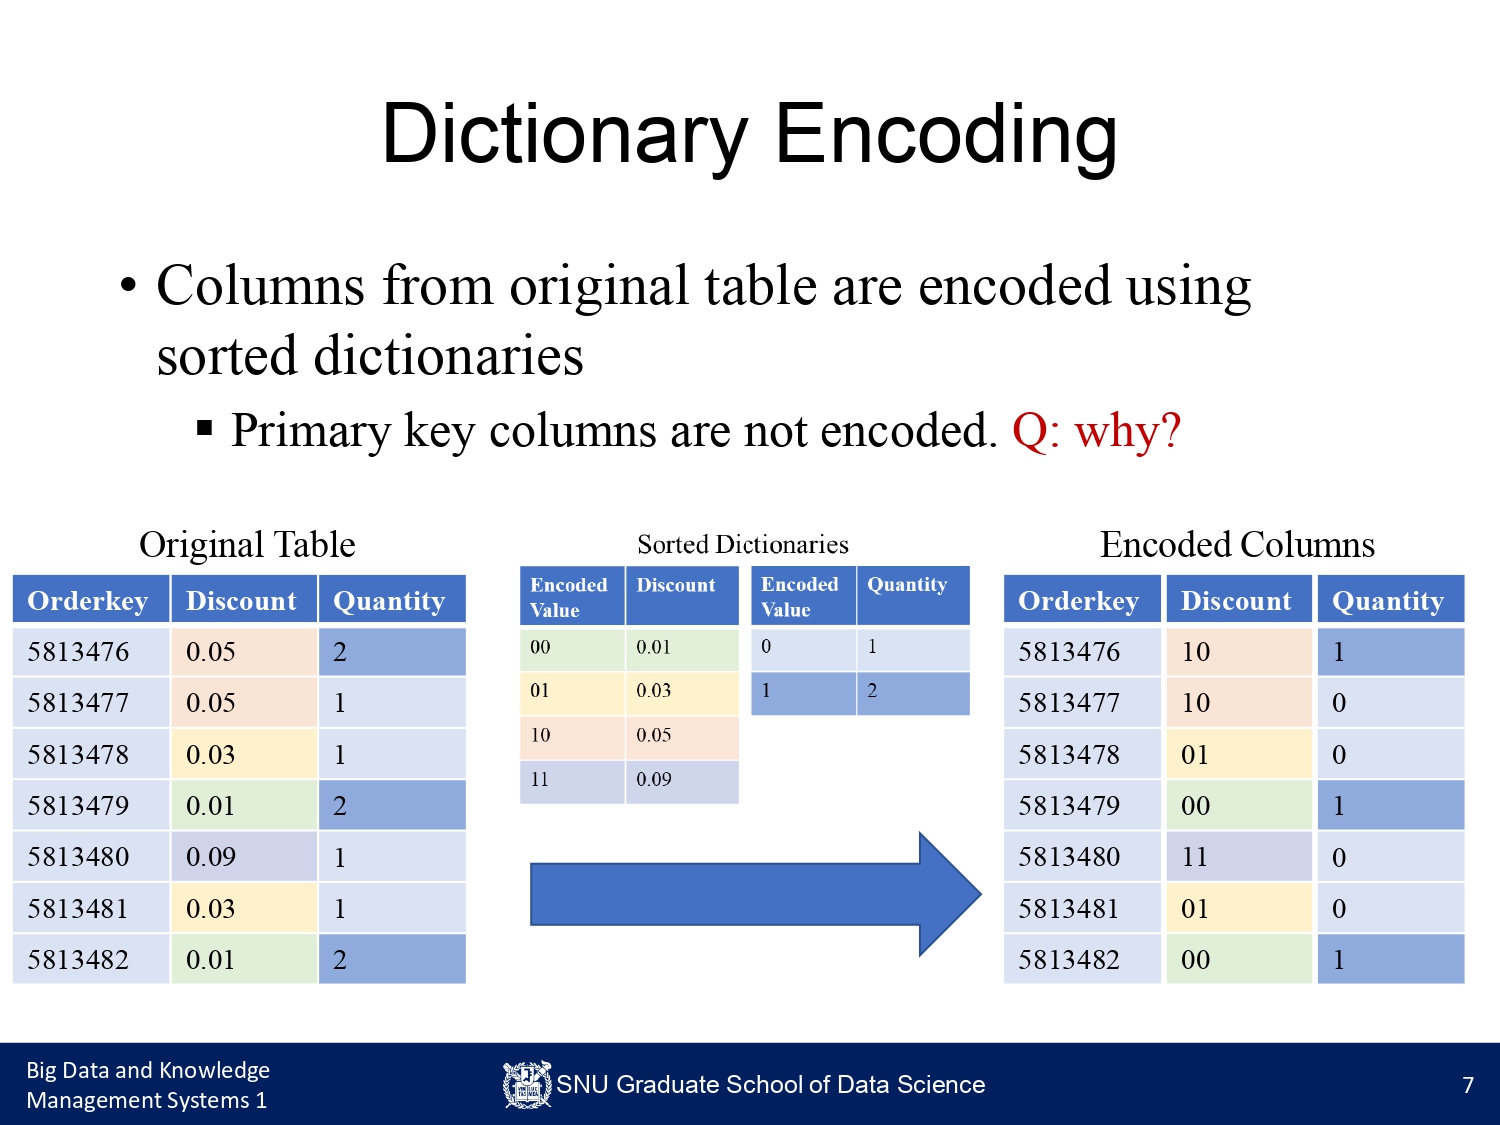 Dictionary Encoding
• Columns from original table are encoded using
sorted dictionaries
▪ Primary key columns are not encoded. Q: why?
Original Table
Orderkey Discount Quantity
5813476 0.05 2
5813477 0.05 1
5813478 0.03 1
5813479 0.01 2
5813480 0.09 1
5813481 0.03 1
5813482 0.01 2
Sorted Dictionaries
Encoded Value Discount
00 0.01
01 0.03
10 0.05
11 0.09
Encoded Value Quantity
0 1
1 2
Encoded Columns
Orderkey Discount Quantity
5813476 10 1
5813477 10 0
5813478 01 0
5813479 00 1
5813480 11 0
5813481 01 0
5813482 00 1
Big Data and Knowledge
Management Systems 1
SNU Graduate School of Data Science
7